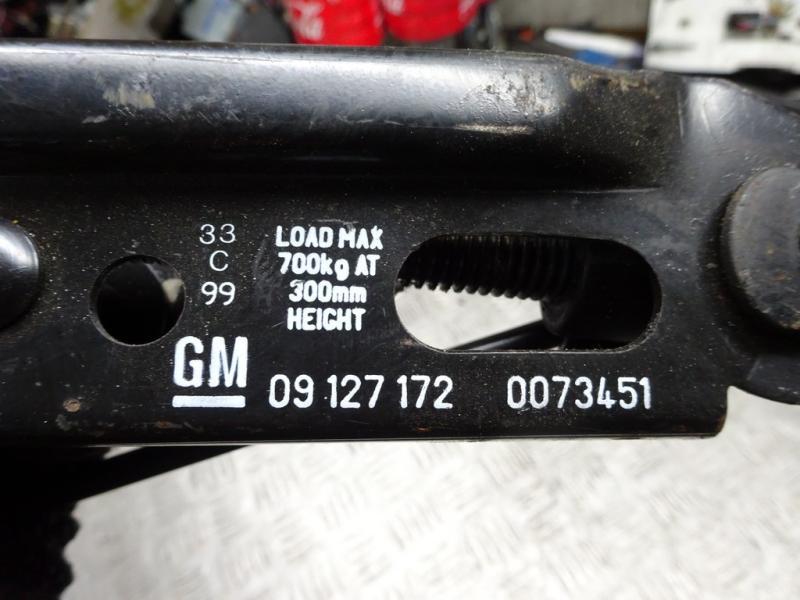 33
C
99
LOAD MAX
700kg AT
300mm
HEIGHT
GM
09 127 172 0073451